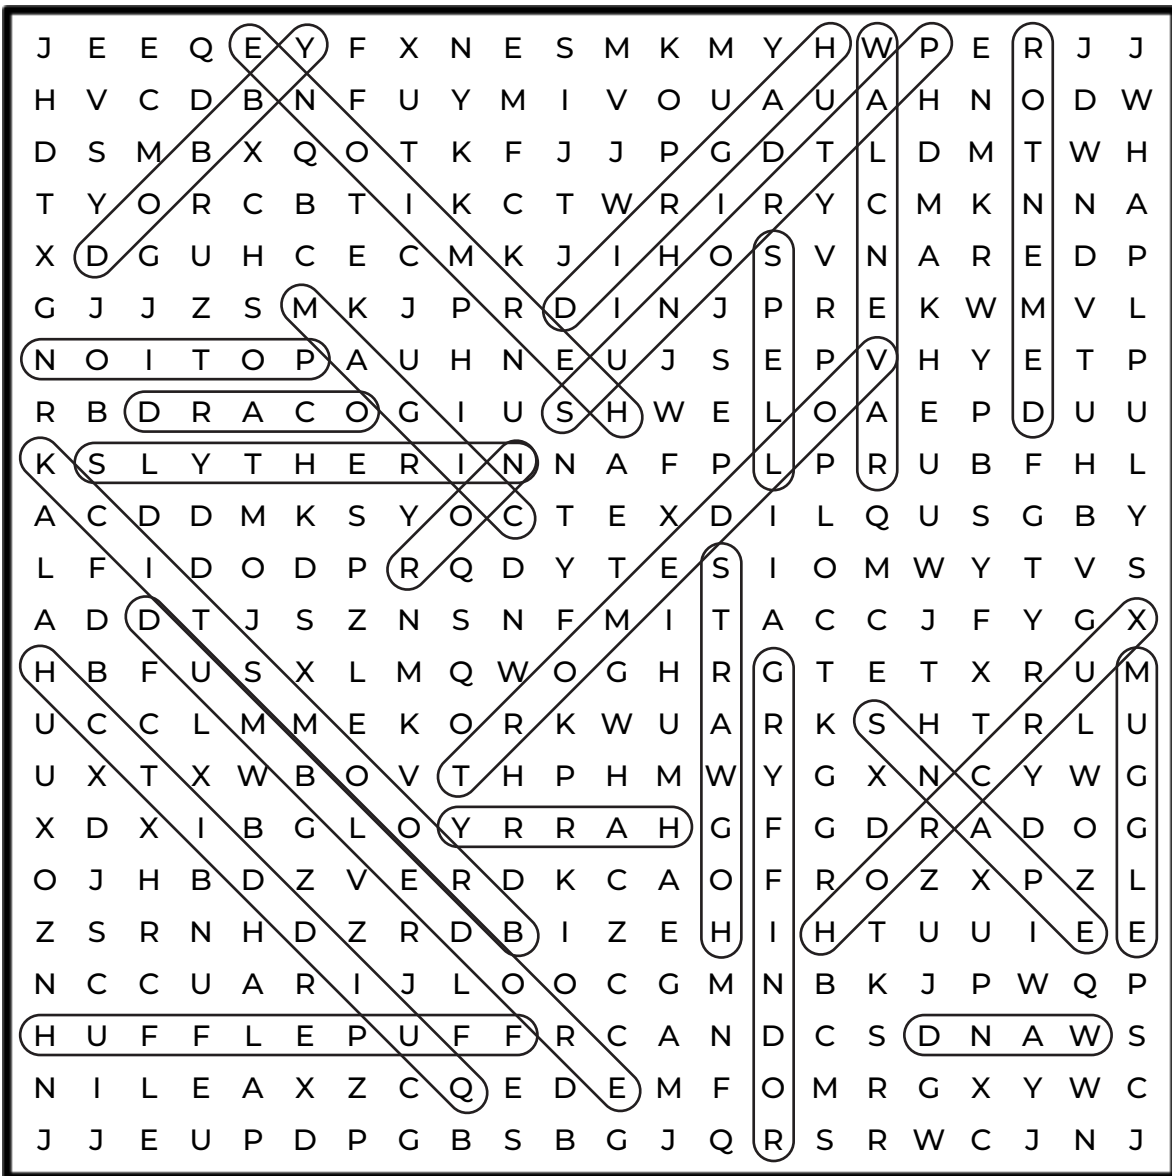 J E E Q E Y F X N E S M K M Y H W P E R J J
H V C D B N F U Y M I V O U A U A H N O D W
D S M B X Q O T K F J J P G D T L D M T W H
T Y O R C B T I K C T W R I R Y C M K N N A
X D G U H C E C M K J I H O S V N A R E D P
G J J Z S M K J P R D I N J P R E K W M V L
N O I T O P A U H N E U J S E P V H Y E T P
R B D R A C O G I U S H W E L O A E P D U U
K S L Y T H E R I N N A F P L P R U B F H L
A C D D M K S Y O C T E X D I L Q U S G B Y
L F I D O D P R Q D Y T E S I O M W Y T V S
A D D T J S Z N S N F M I T A C C J F Y G X
H B F U S X L M Q W O G H R G T E T X R U M
U C C L M M E K O R K W U A R K S H T R L U
U X T X W B O V T H P H M W Y G X N C Y W G
X D X I B G L O Y R R A H G F G D R A D O G
O J H B D Z V E R D K C A O F R O Z X P Z L
Z S R N H D Z R D B I Z E H I H T U U I E E
N C C U A R I J L O O C G M N B K J P W Q P
H U F F L E P U F F R C A N D C S D N A W S
N I L E A X Z C Q E D E M F O M R G X Y W C
J J E U P D P G B S B G J Q R S R W C J N J